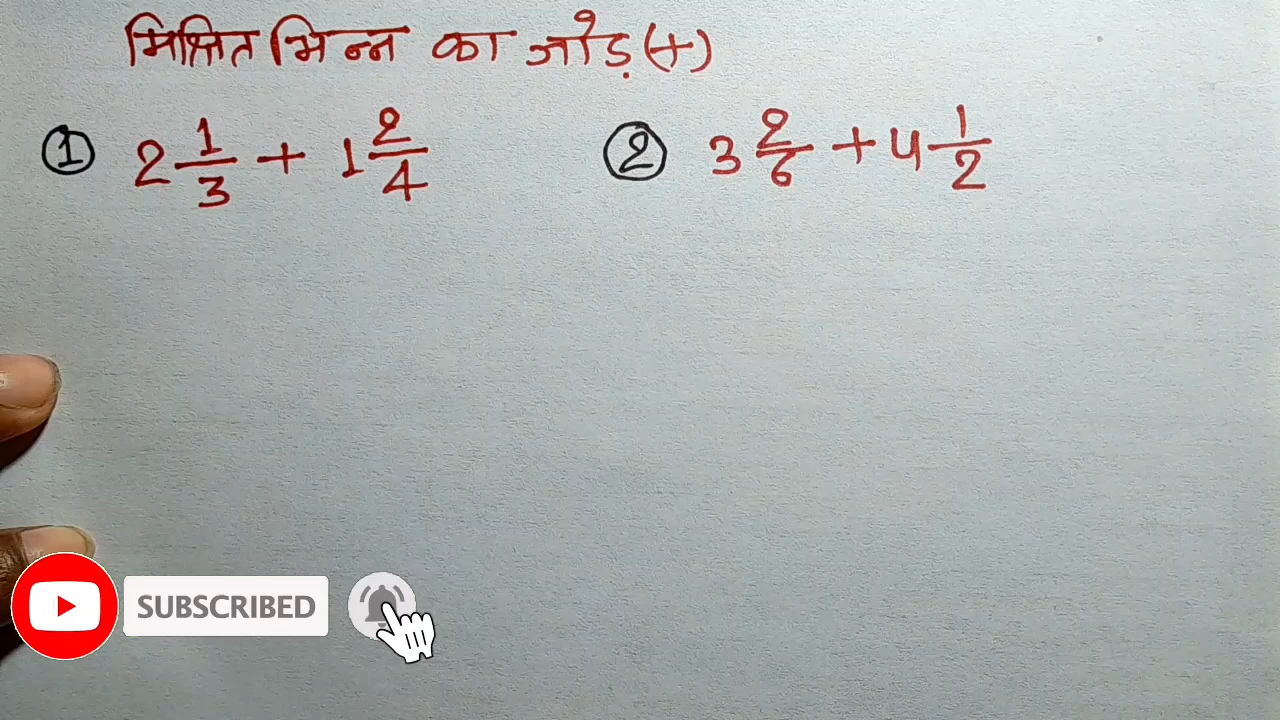 मिश्रित भिन्न का जोड़ (+)
① 2 1/3 + 1 2/4
② 3 2/6 + 4 1/2
SUBSCRIBED